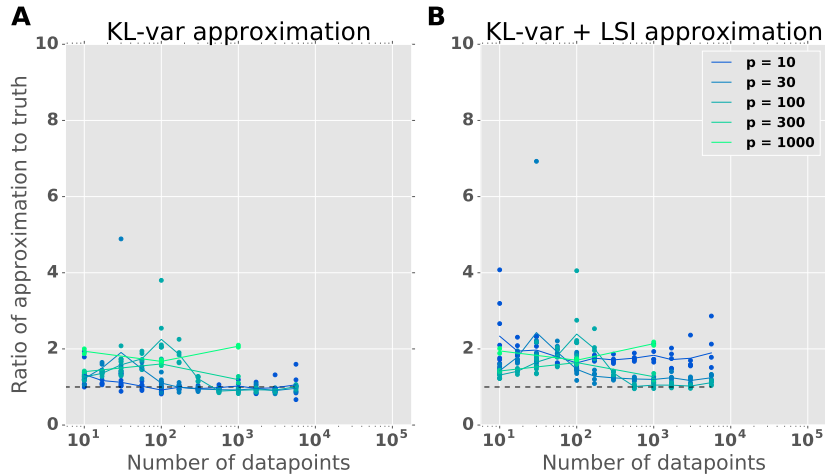 A
B
KL-var approximation
KL-var + LSI approximation
Ratio of approximation to truth
10
8
6
4
2
0
10^1
10^2
10^3
10^4
10^5
Number of datapoints
10
8
6
4
2
0
10^1
10^2
10^3
10^4
10^5
Number of datapoints
p = 10
p = 30
p = 100
p = 300
p = 1000